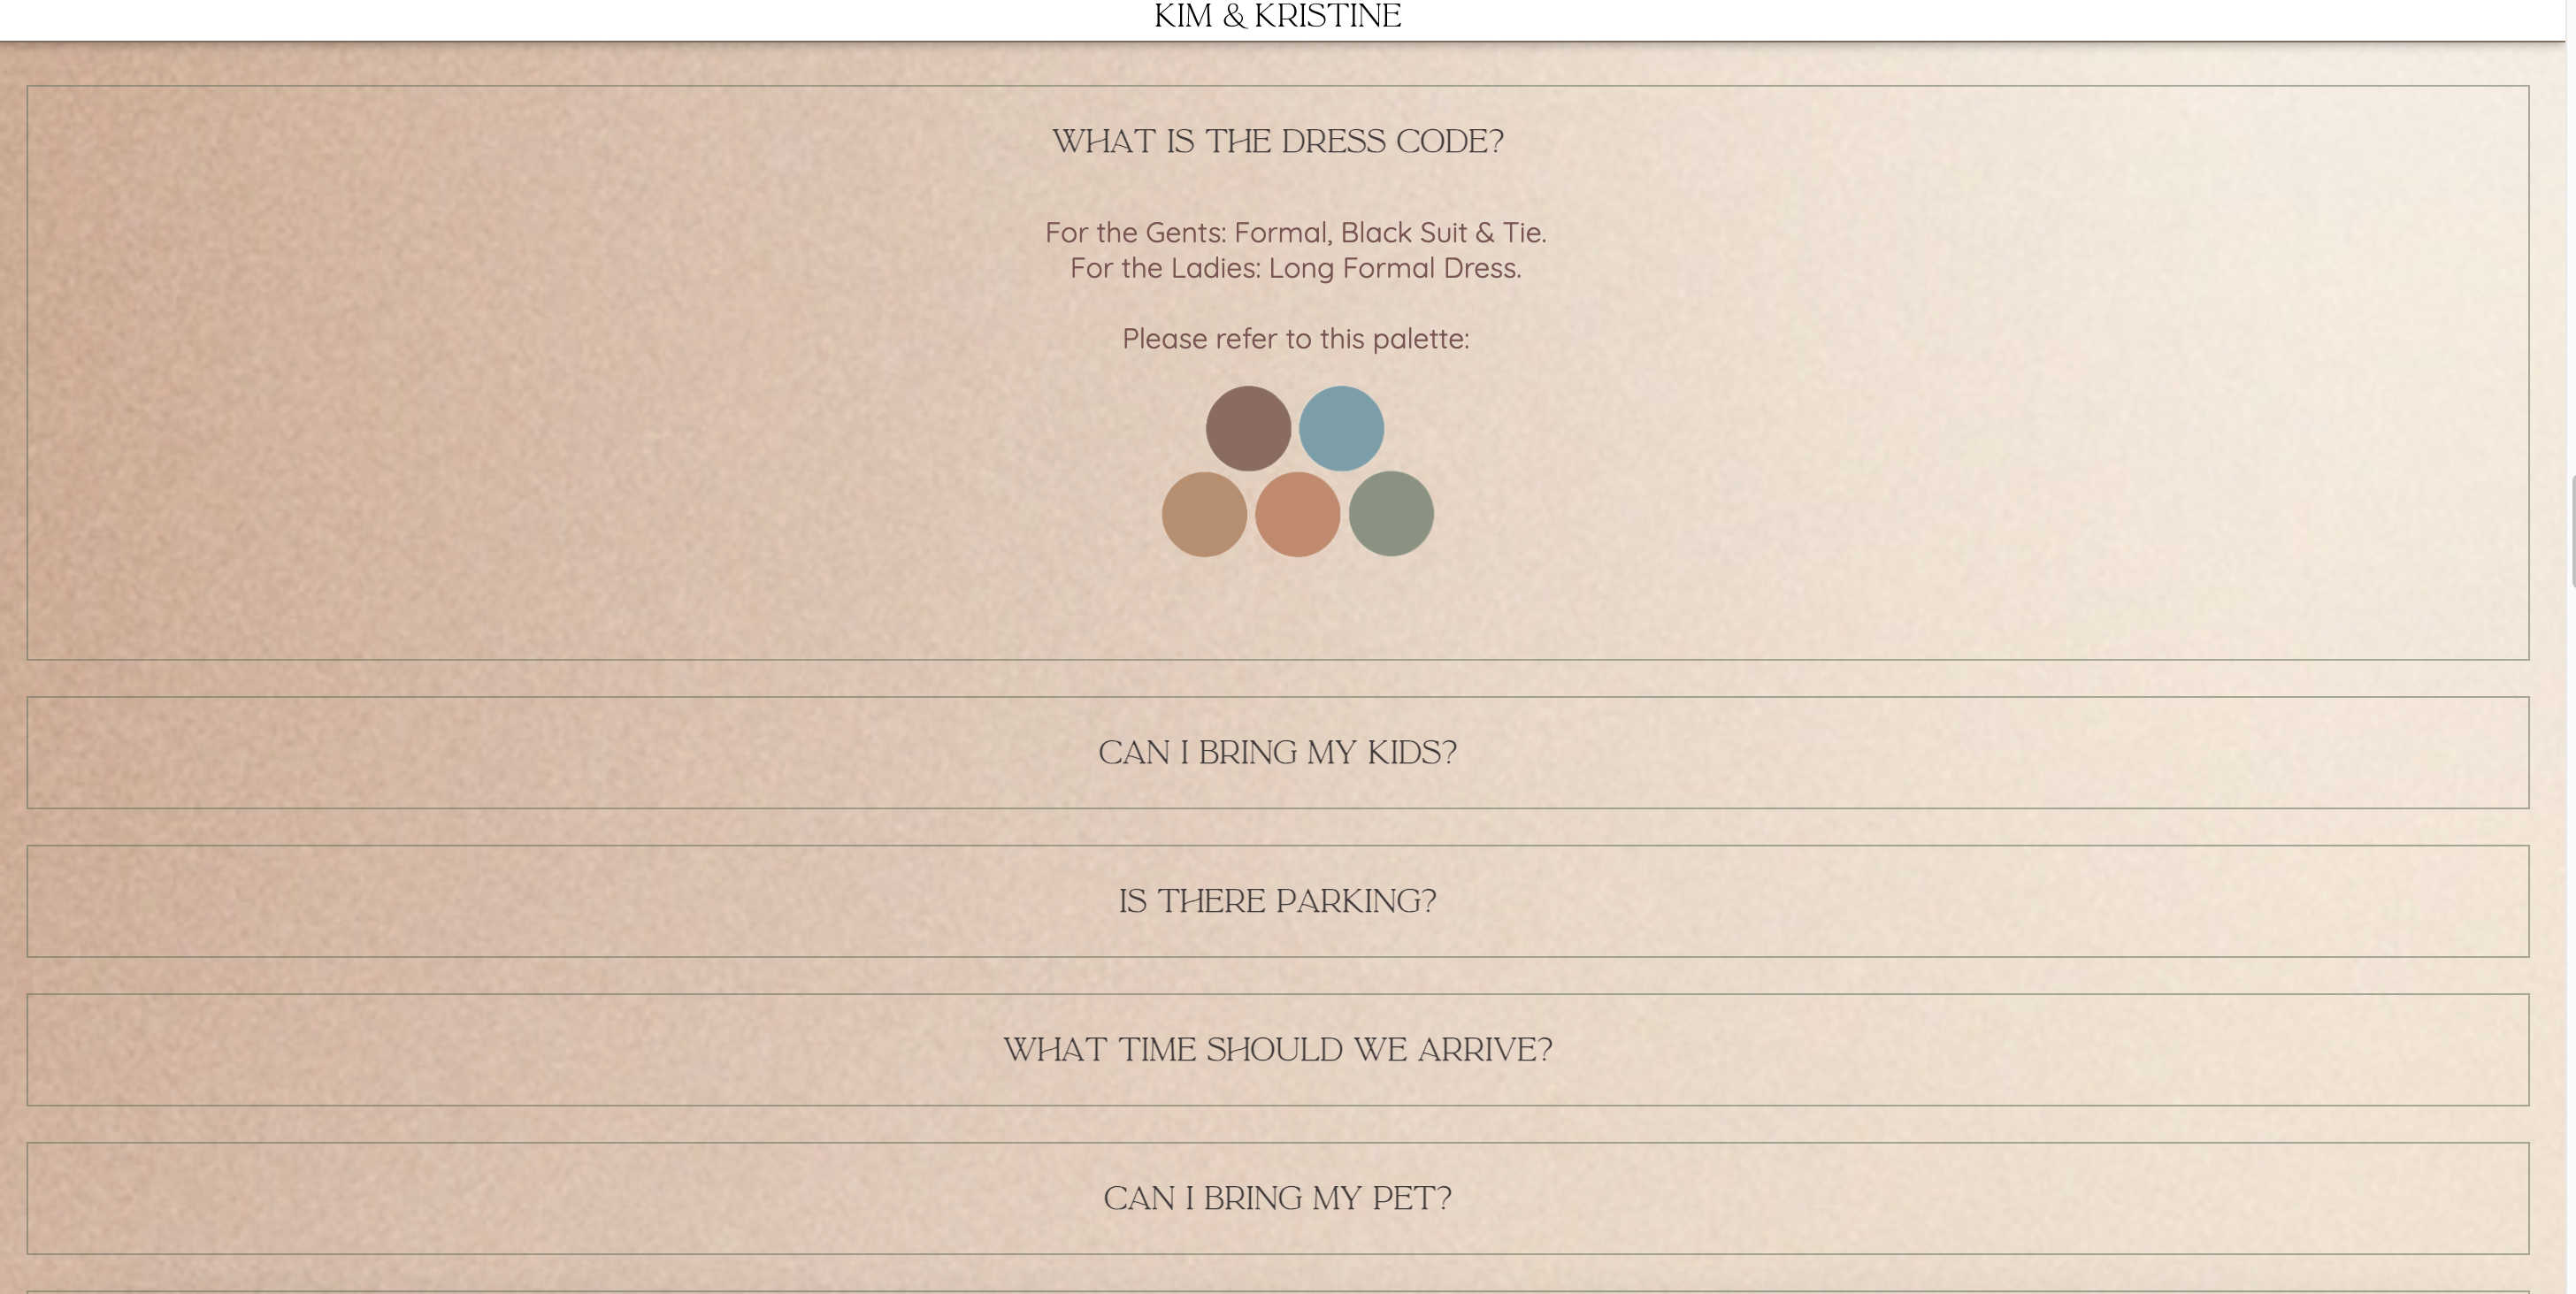 KIM & KRISTINE
WHAT IS THE DRESS CODE?
For the Gents: Formal, Black Suit & Tie.
For the Ladies: Long Formal Dress.
Please refer to this palette:
CAN I BRING MY KIDS?
IS THERE PARKING?
WHAT TIME SHOULD WE ARRIVE?
CAN I BRING MY PET?